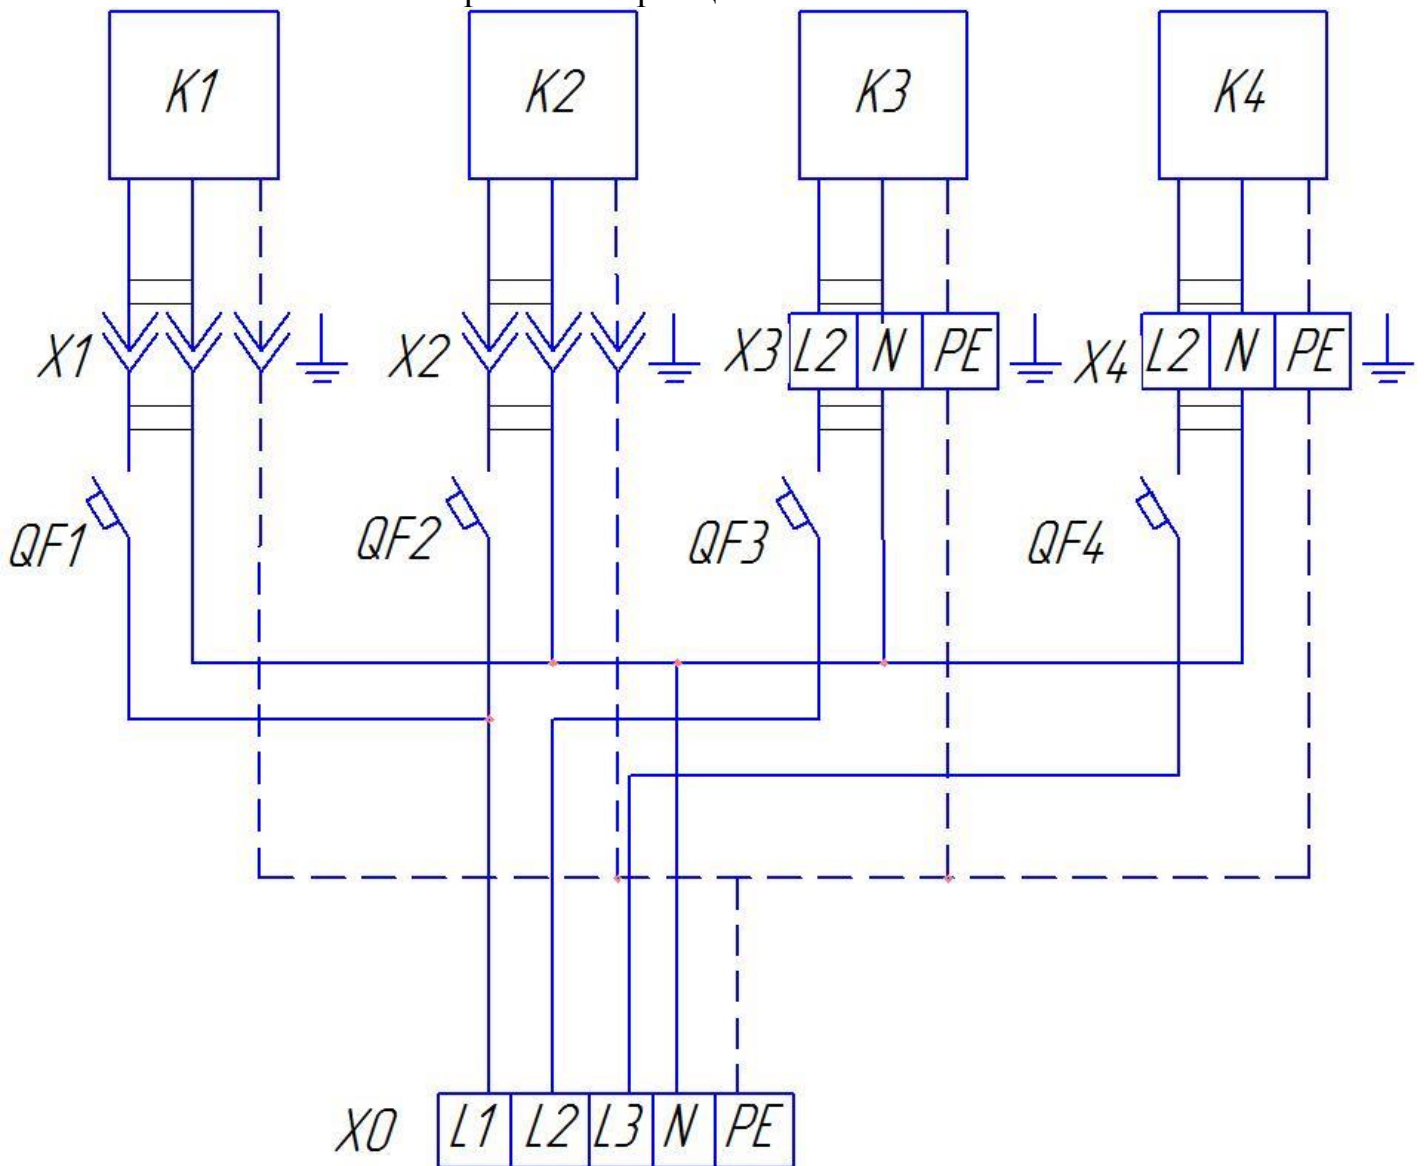 K1 K2 K3 K4
X1 X2 X3 L2 N PE X4 L2 N PE
QF1 QF2 QF3 QF4
X0 L1 L2 L3 N PE